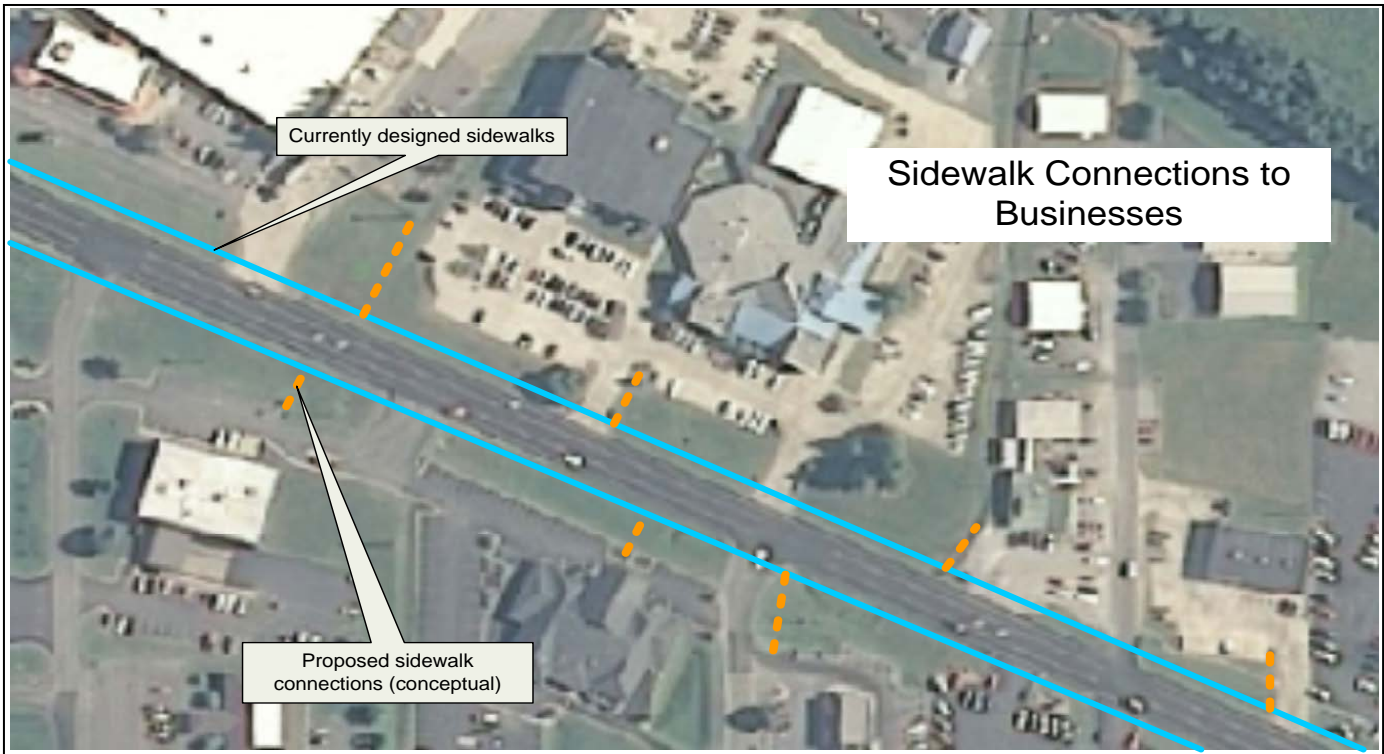 Currently designed sidewalks
Sidewalk Connections to
Businesses
Proposed sidewalk
connections (conceptual)